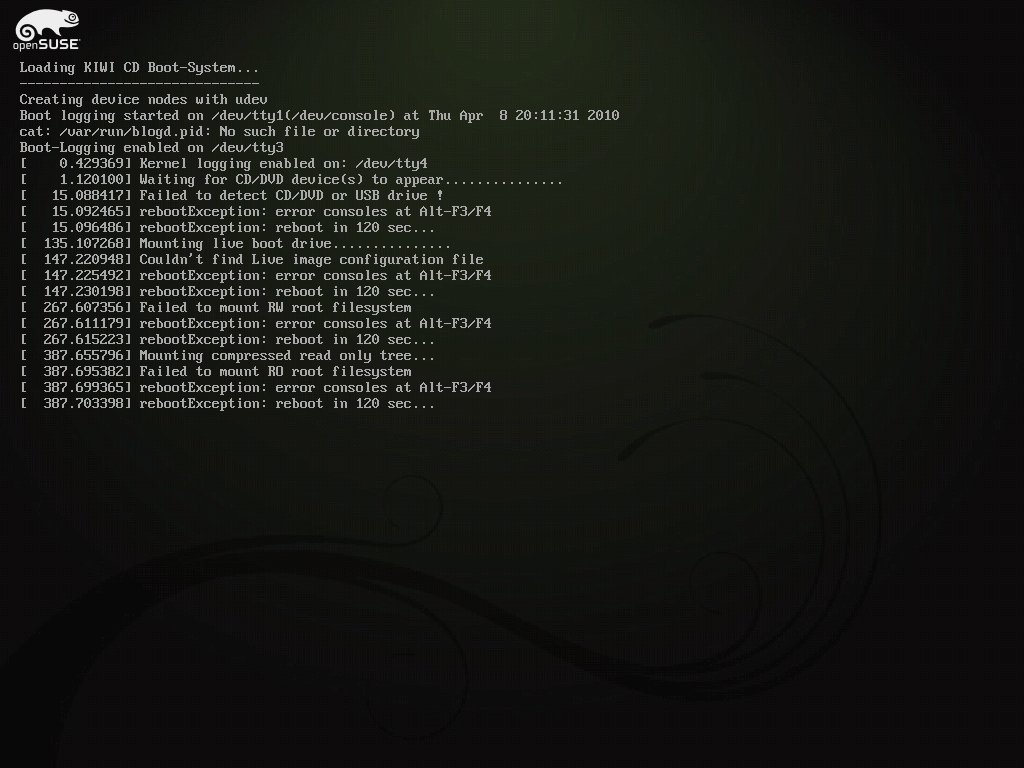 openSUSE
Loading KIWI CD Boot-System...
------------------------------
Creating device nodes with udev
Boot logging started on /dev/tty1(/dev/console) at Thu Apr  8 20:11:31 2010
cat: /var/run/blogd.pid: No such file or directory
Boot-Logging enabled on /dev/tty3
[    0.429369] Kernel logging enabled on: /dev/tty4
[    1.120100] Waiting for CD/DVD device(s) to appear...............
[   15.088417] Failed to detect CD/DVD or USB drive !
[   15.092465] rebootException: error consoles at Alt-F3/F4
[   15.096486] rebootException: reboot in 120 sec...
[  135.107268] Mounting live boot drive...............
[  147.220948] Couldn't find Live image configuration file
[  147.225492] rebootException: error consoles at Alt-F3/F4
[  147.230198] rebootException: reboot in 120 sec...
[  267.607356] Failed to mount RW root filesystem
[  267.611179] rebootException: error consoles at Alt-F3/F4
[  267.615223] rebootException: reboot in 120 sec...
[  387.655796] Mounting compressed read only tree...
[  387.695382] Failed to mount RO root filesystem
[  387.699365] rebootException: error consoles at Alt-F3/F4
[  387.703398] rebootException: reboot in 120 sec...